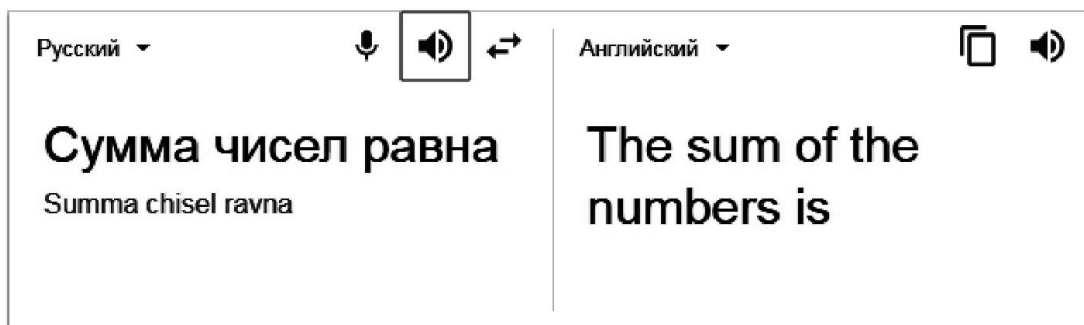 Русский
Английский
Сумма чисел равна
Summa chisel ravna
The sum of the
numbers is